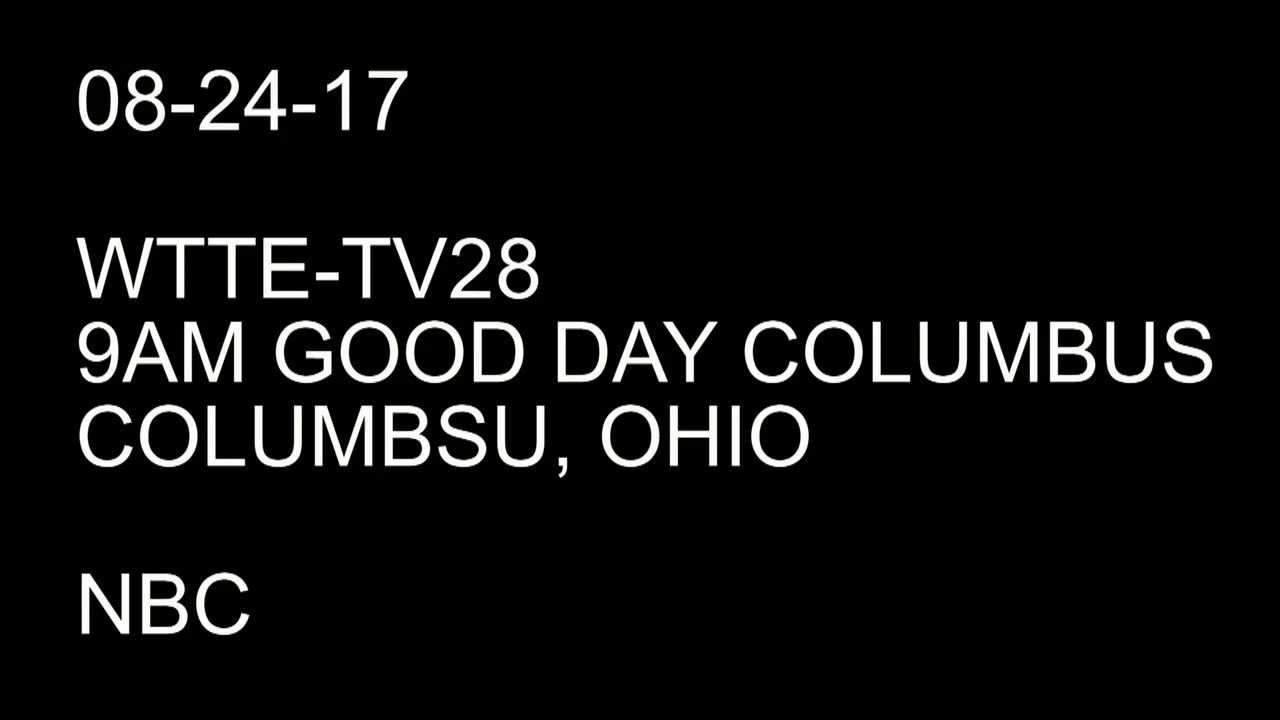 08-24-17
WTTE-TV28
9AM GOOD DAY COLUMBUS
COLUMBSU, OHIO
NBC